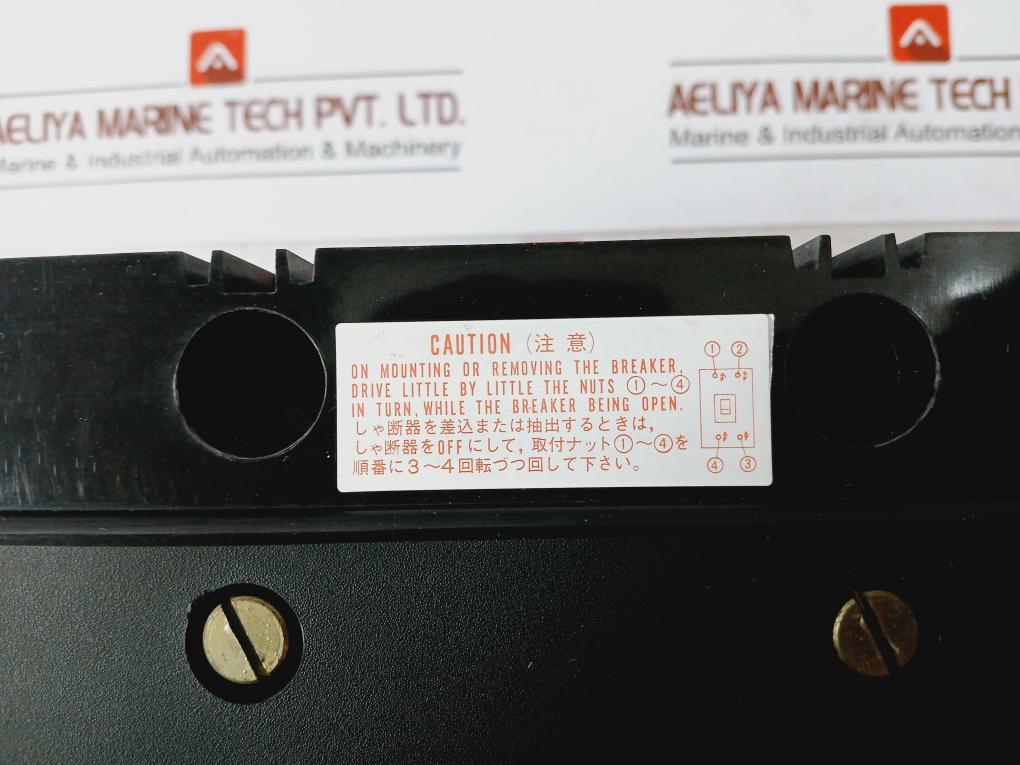 AELIYA MARINE TECH PVT. LTD.
Marine & Industrial Automation & Machinery
AELIYA MARINE TECH
Marine & Industrial Automation
CAUTION (注 意)
ON MOUNTING OR REMOVING THE BREAKER,
DRIVE LITTLE BY LITTLE THE NUTS ①～④
IN TURN, WHILE THE BREAKER BEING OPEN.
しゃ断器を差込または抽出するときは,
しゃ断器をOFFにして, 取付ナット①～④を
順番に3～4回転づつ回して下さい。
① ②
④ ③